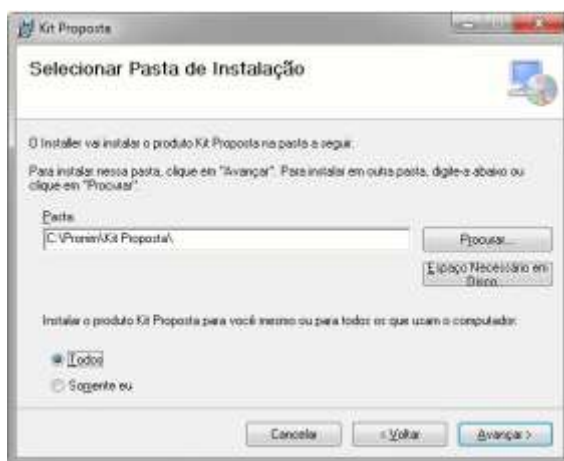 Kit Proposta
Selecionar Pasta de Instalação
O Installer vai instalar o produto Kit Proposta na pasta a seguir.
Para instalar nessa pasta, clique em "Avançar". Para instalar em outra pasta, digite-a abaixo ou
clique em "Procurar".
Pasta:
C:\Pronim\Kit Proposta\
Procurar...
Espaço Necessário em
Disco...
Instalar o produto Kit Proposta para você mesmo ou para todos os que usam o computador:
Todos
Somente eu
Cancelar
< Voltar
Avançar >